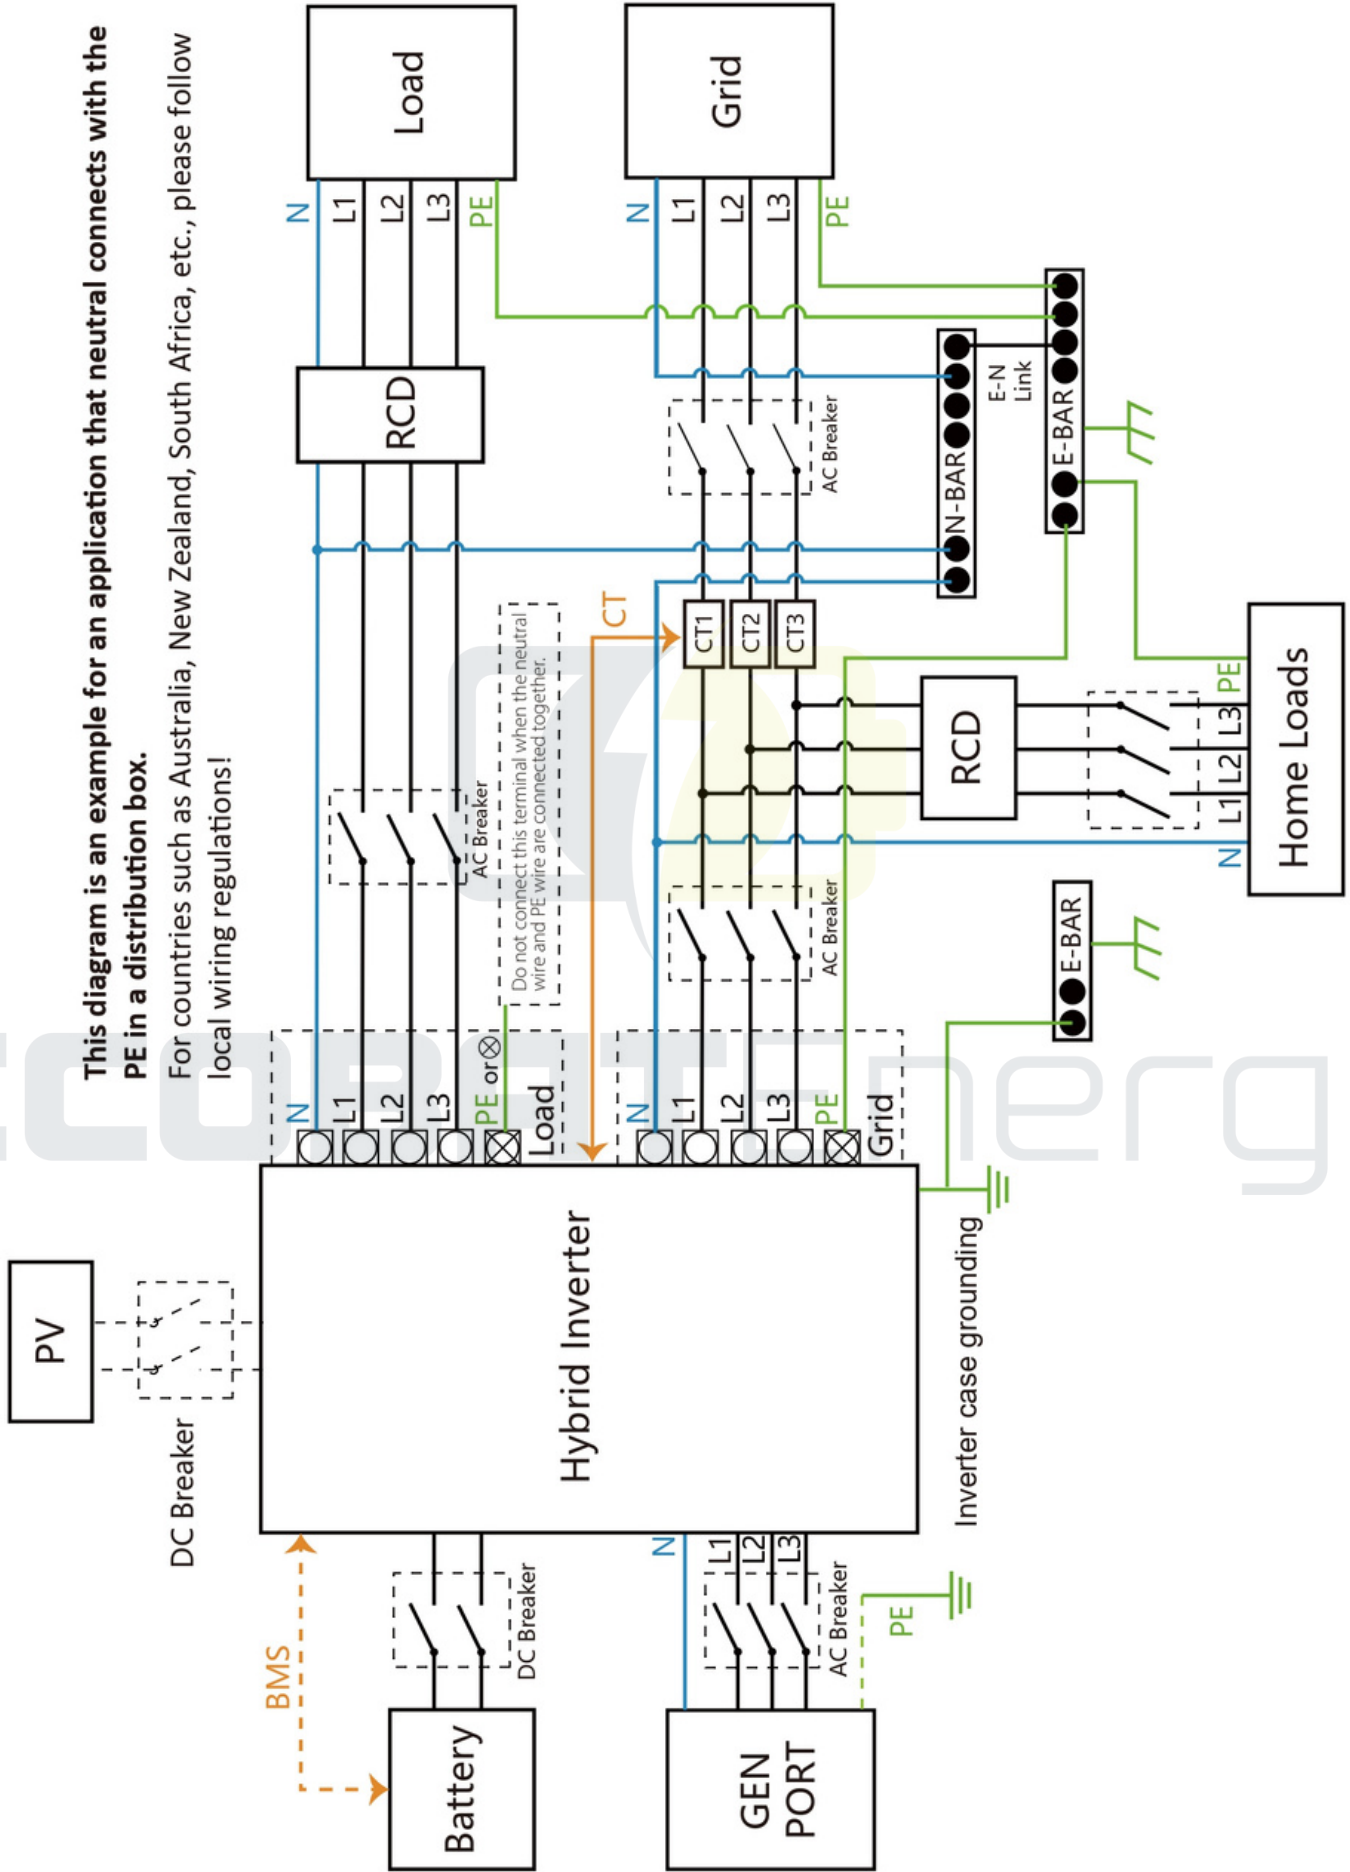 This diagram is an example for an application that neutral connects with the
PE in a distribution box.
For countries such as Australia, New Zealand, South Africa, etc., please follow
local wiring regulations!
PV
DC Breaker
BMS
Battery
DC Breaker
GEN
PORT
N
L1
L2
L3
AC Breaker
PE
Hybrid Inverter
Inverter case grounding
N
L1
L2
L3
PE or
Load
AC Breaker
Do not connect this terminal when the neutral
wire and PE wire are connected together.
RCD
N
L1
L2
L3
PE
Load
CT
N
L1
L2
L3
PE
Grid
AC Breaker
CT1
CT2
CT3
AC Breaker
N
L1
L2
L3
PE
Grid
N-BAR
E-N
Link
E-BAR
RCD
N
L1
L2
L3
PE
Home Loads
E-BAR
ECOBATEnerg